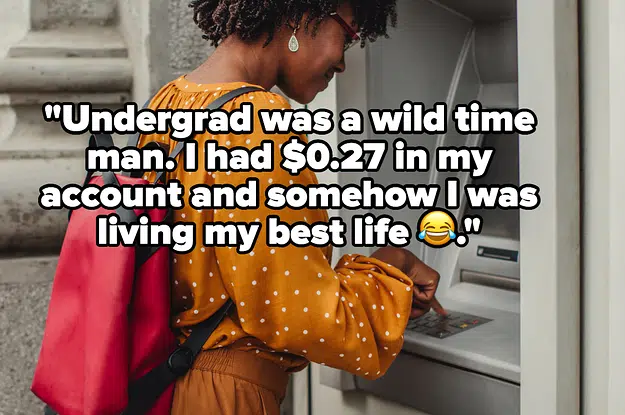 "Undergrad was a wild time
man. I had $0.27 in my
account and somehow I was
living my best life 😂."